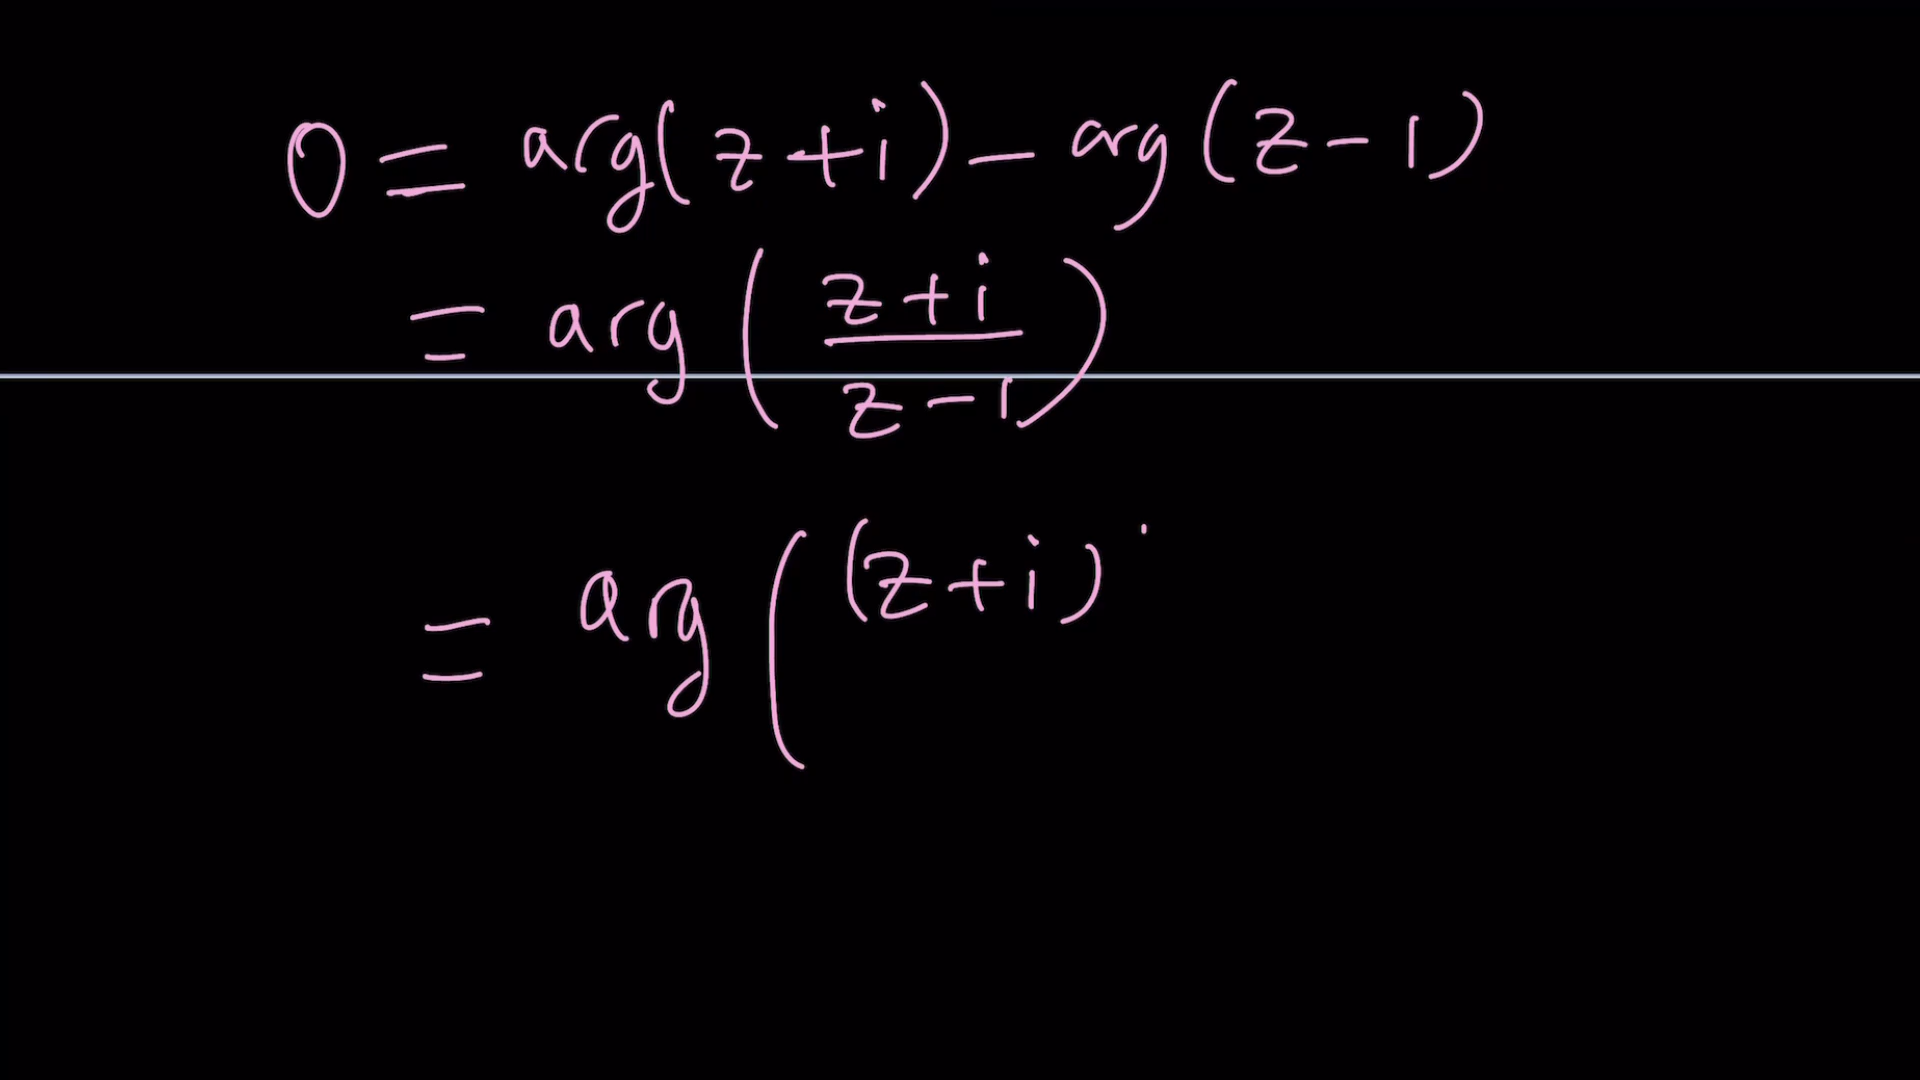 0 = arg(z+i) - arg(z-1)
= arg((z+i)/(z-1))
= arg((z+i)